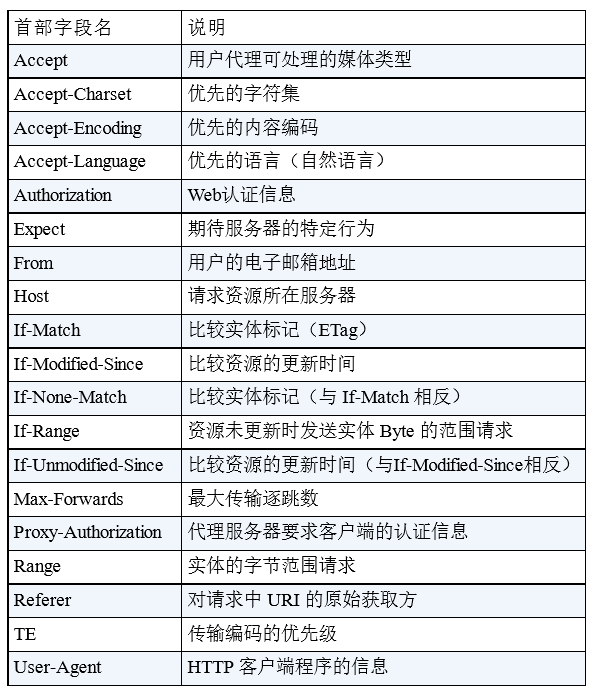 首部字段名 说明
Accept 用户代理可处理的媒体类型
Accept-Charset 优先的字符集
Accept-Encoding 优先的内容编码
Accept-Language 优先的语言（自然语言）
Authorization Web认证信息
Expect 期待服务器的特定行为
From 用户的电子邮箱地址
Host 请求资源所在服务器
If-Match 比较实体标记（ETag）
If-Modified-Since 比较资源的更新时间
If-None-Match 比较实体标记（与 If-Match 相反）
If-Range 资源未更新时发送实体 Byte 的范围请求
If-Unmodified-Since 比较资源的更新时间（与If-Modified-Since相反）
Max-Forwards 最大传输逐跳数
Proxy-Authorization 代理服务器要求客户端的认证信息
Range 实体的字节范围请求
Referer 对请求中 URI 的原始获取方
TE 传输编码的优先级
User-Agent HTTP 客户端程序的信息